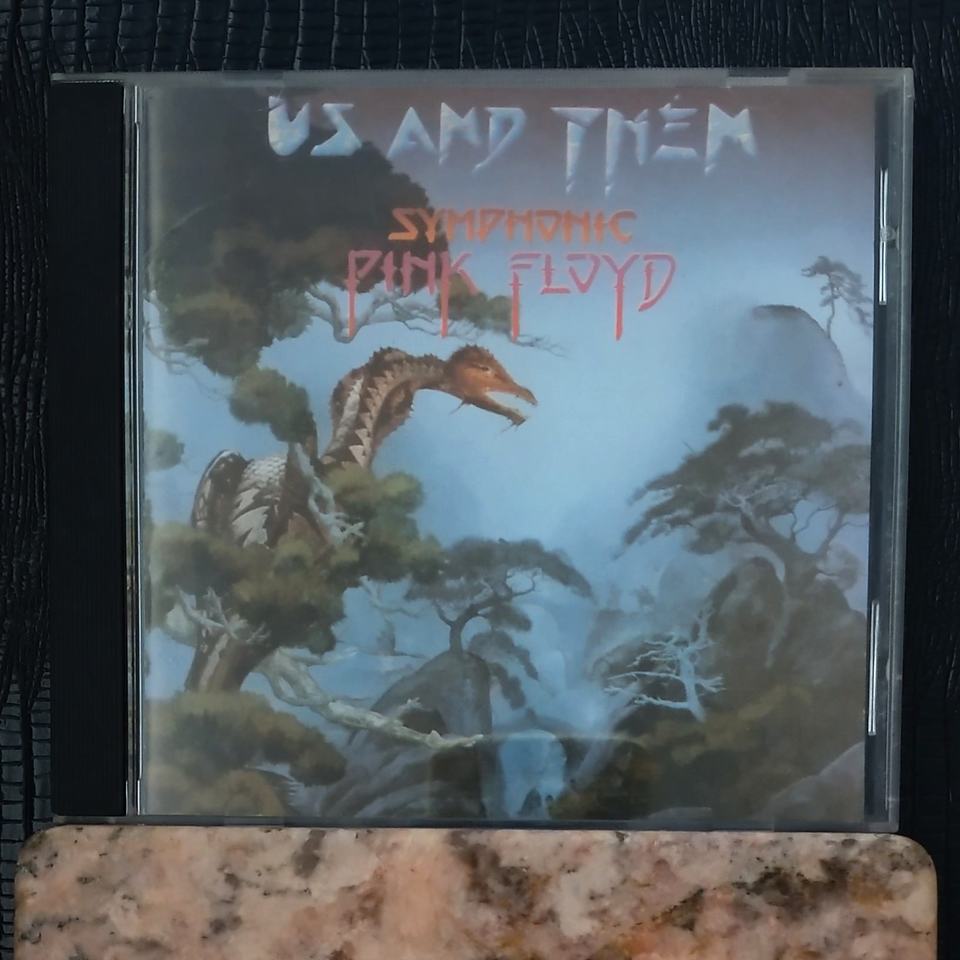 US AND THEM
SYMPHONIC
PINK FLOYD